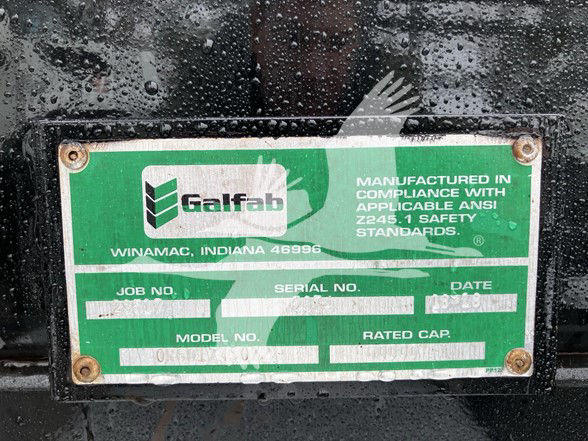 Galfab
MANUFACTURED IN
COMPLIANCE WITH
APPLICABLE ANSI
Z245.1 SAFETY
STANDARDS.
®
WINAMAC, INDIANA 46996
JOB NO.
SERIAL NO.
DATE
MODEL NO.
RATED CAP.